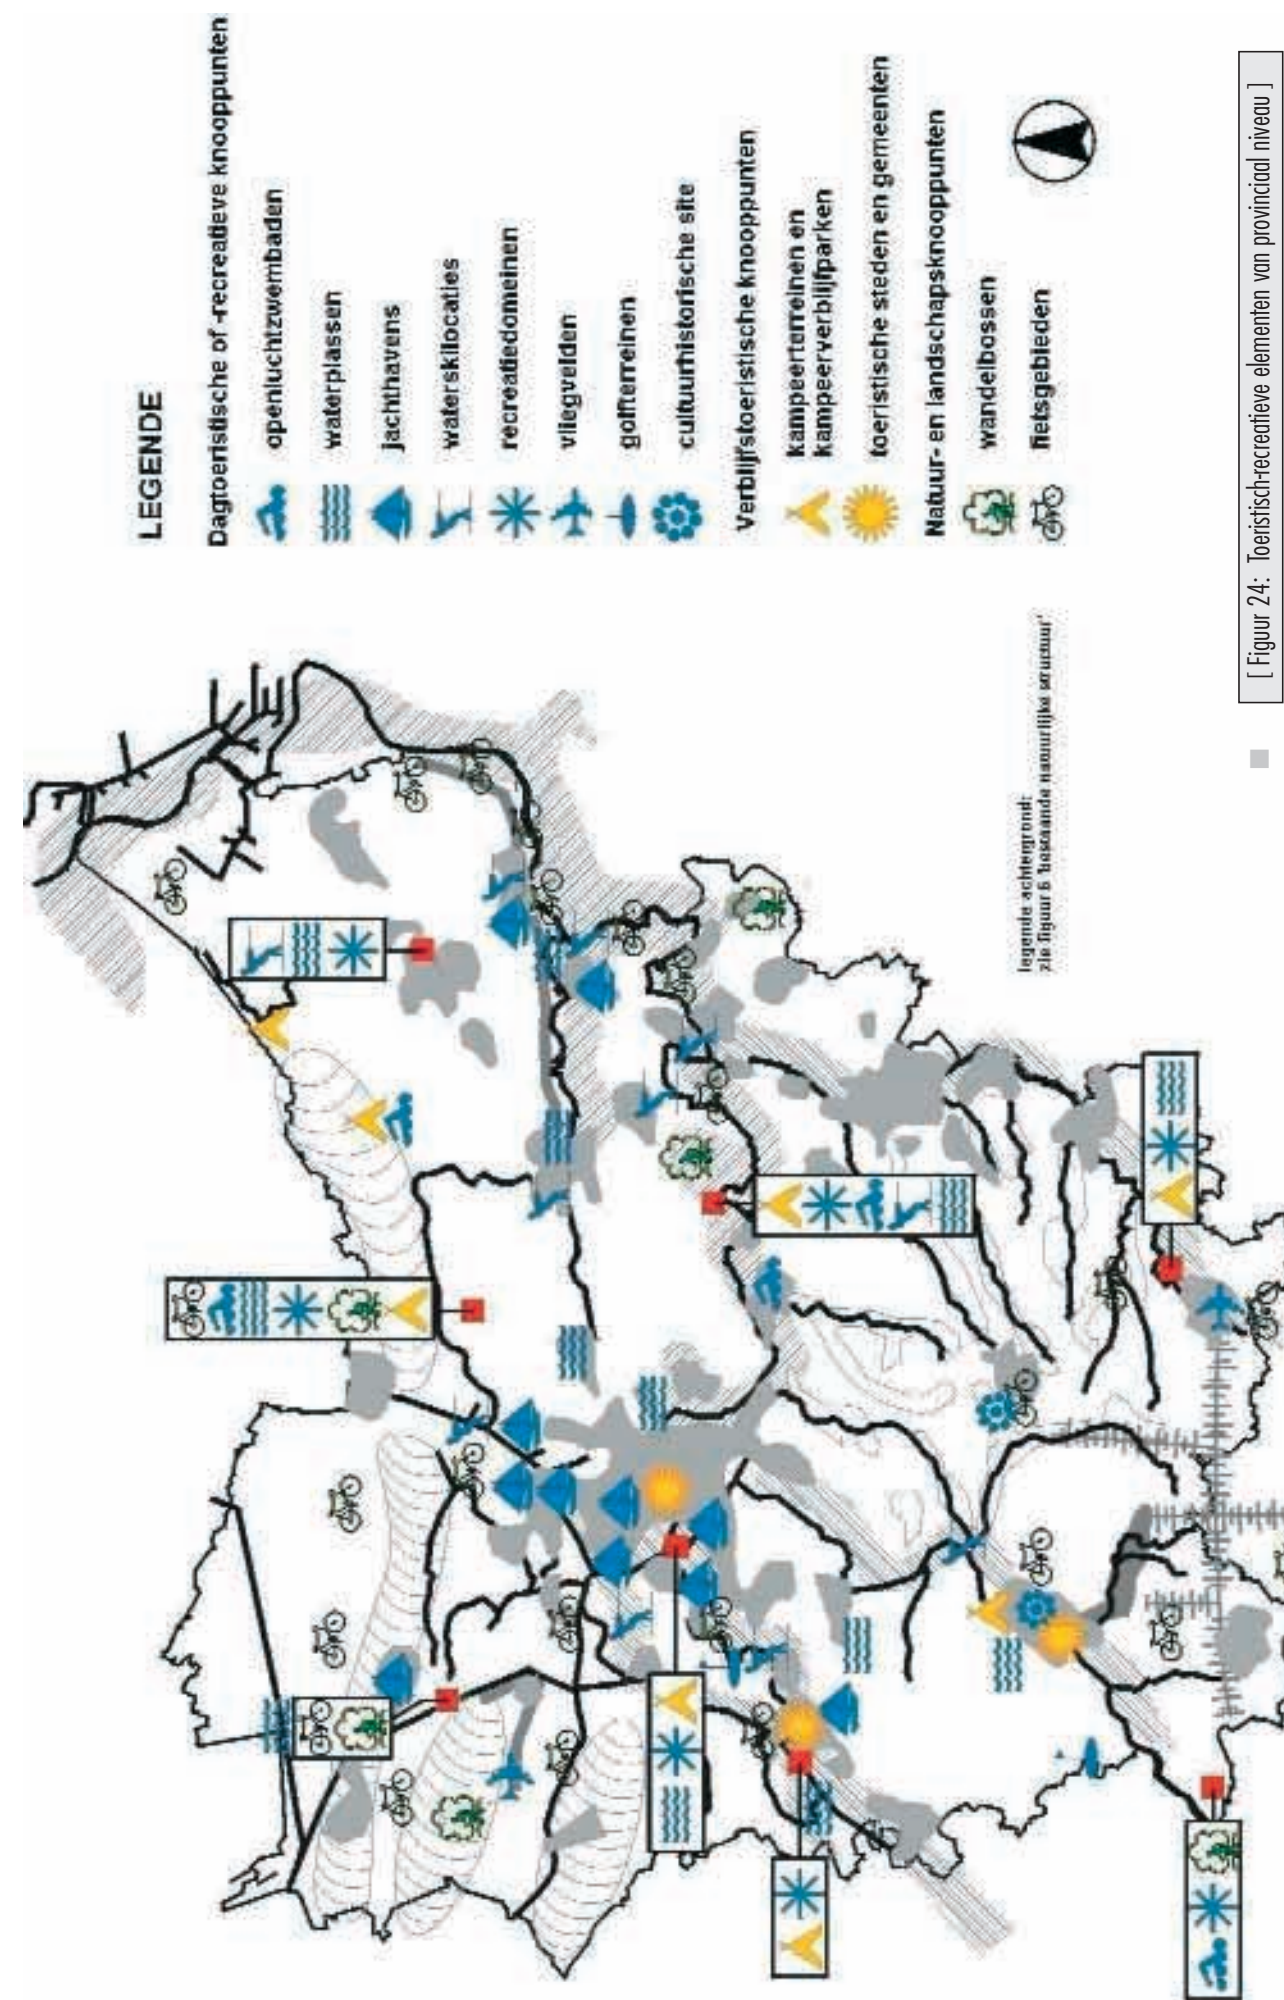 LEGENDE
Dagtoeristische of -recreatieve knooppunten
openluchtzwembaden
waterplassen
jachthavens
waterskilocaties
recreatiedomeinen
vliegvelden
golfterreinen
cultuurhistorische site
Verblijfstoeristische knooppunten
kampeerterreinen en
kampeerverblijfparken
toeristische steden en gemeenten
Natuur- en landschapsknooppunten
wandelbossen
fietsgebieden
legende achtergrond:
zie figuur 6 'bestaande natuurlijke structuur'
[ Figuur 24: Toeristisch-recreatieve elementen van provinciaal niveau ]